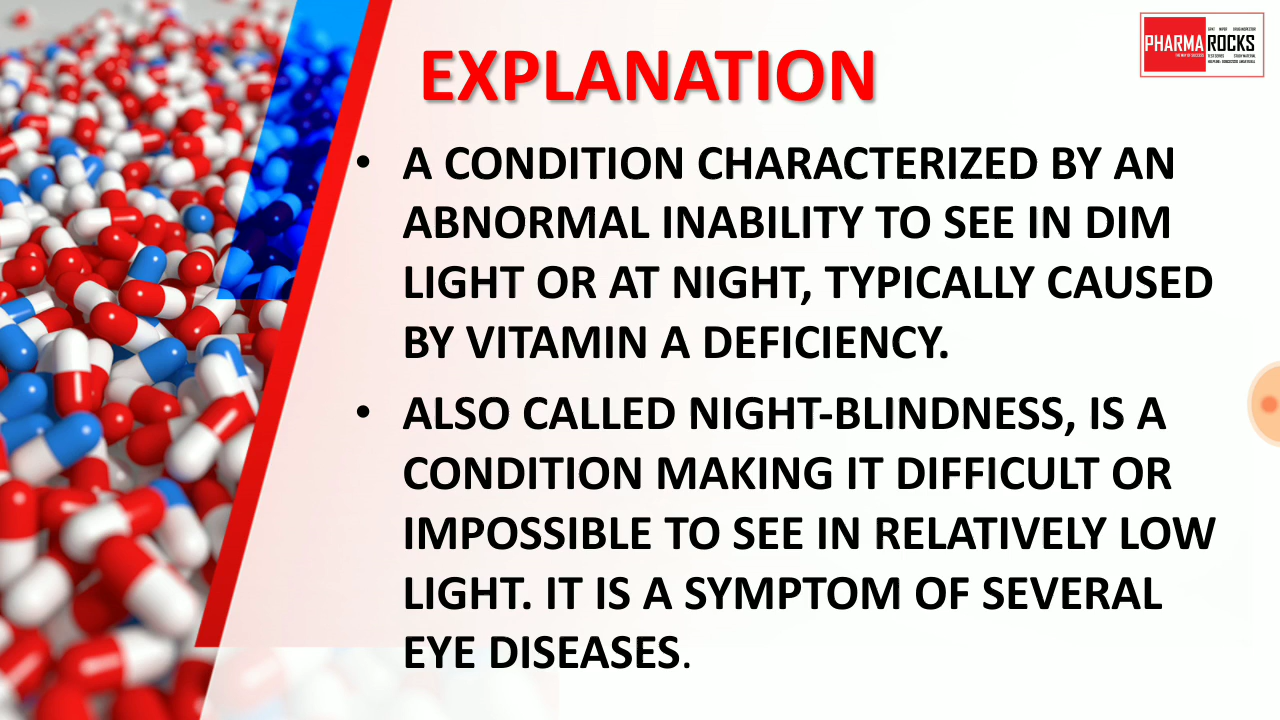 EXPLANATION
PHARMA ROCKS
• A CONDITION CHARACTERIZED BY AN
ABNORMAL INABILITY TO SEE IN DIM
LIGHT OR AT NIGHT, TYPICALLY CAUSED
BY VITAMIN A DEFICIENCY.
• ALSO CALLED NIGHT-BLINDNESS, IS A
CONDITION MAKING IT DIFFICULT OR
IMPOSSIBLE TO SEE IN RELATIVELY LOW
LIGHT. IT IS A SYMPTOM OF SEVERAL
EYE DISEASES.